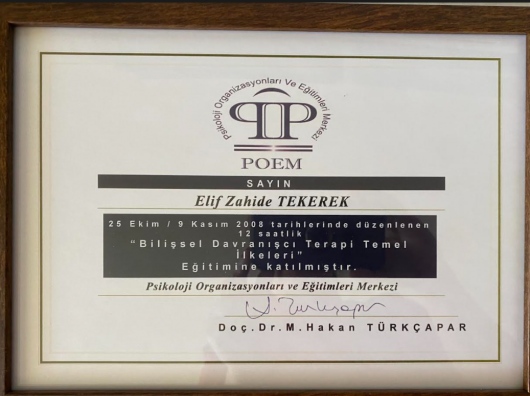 Psikoloji Organizasyonları Ve Eğitimleri Merkezi
POEM
SAYIN
Elif Zahide TEKEREK
25 Ekim / 9 Kasım 2008 tarihlerinde düzenlenen
12 saatlik
“Bilişsel Davranışcı Terapi Temel
İlkeleri”
Eğitimine katılmıştır.
Psikoloji Organizasyonları ve Eğitimleri Merkezi
Doç.Dr.M.Hakan TÜRKÇAPAR